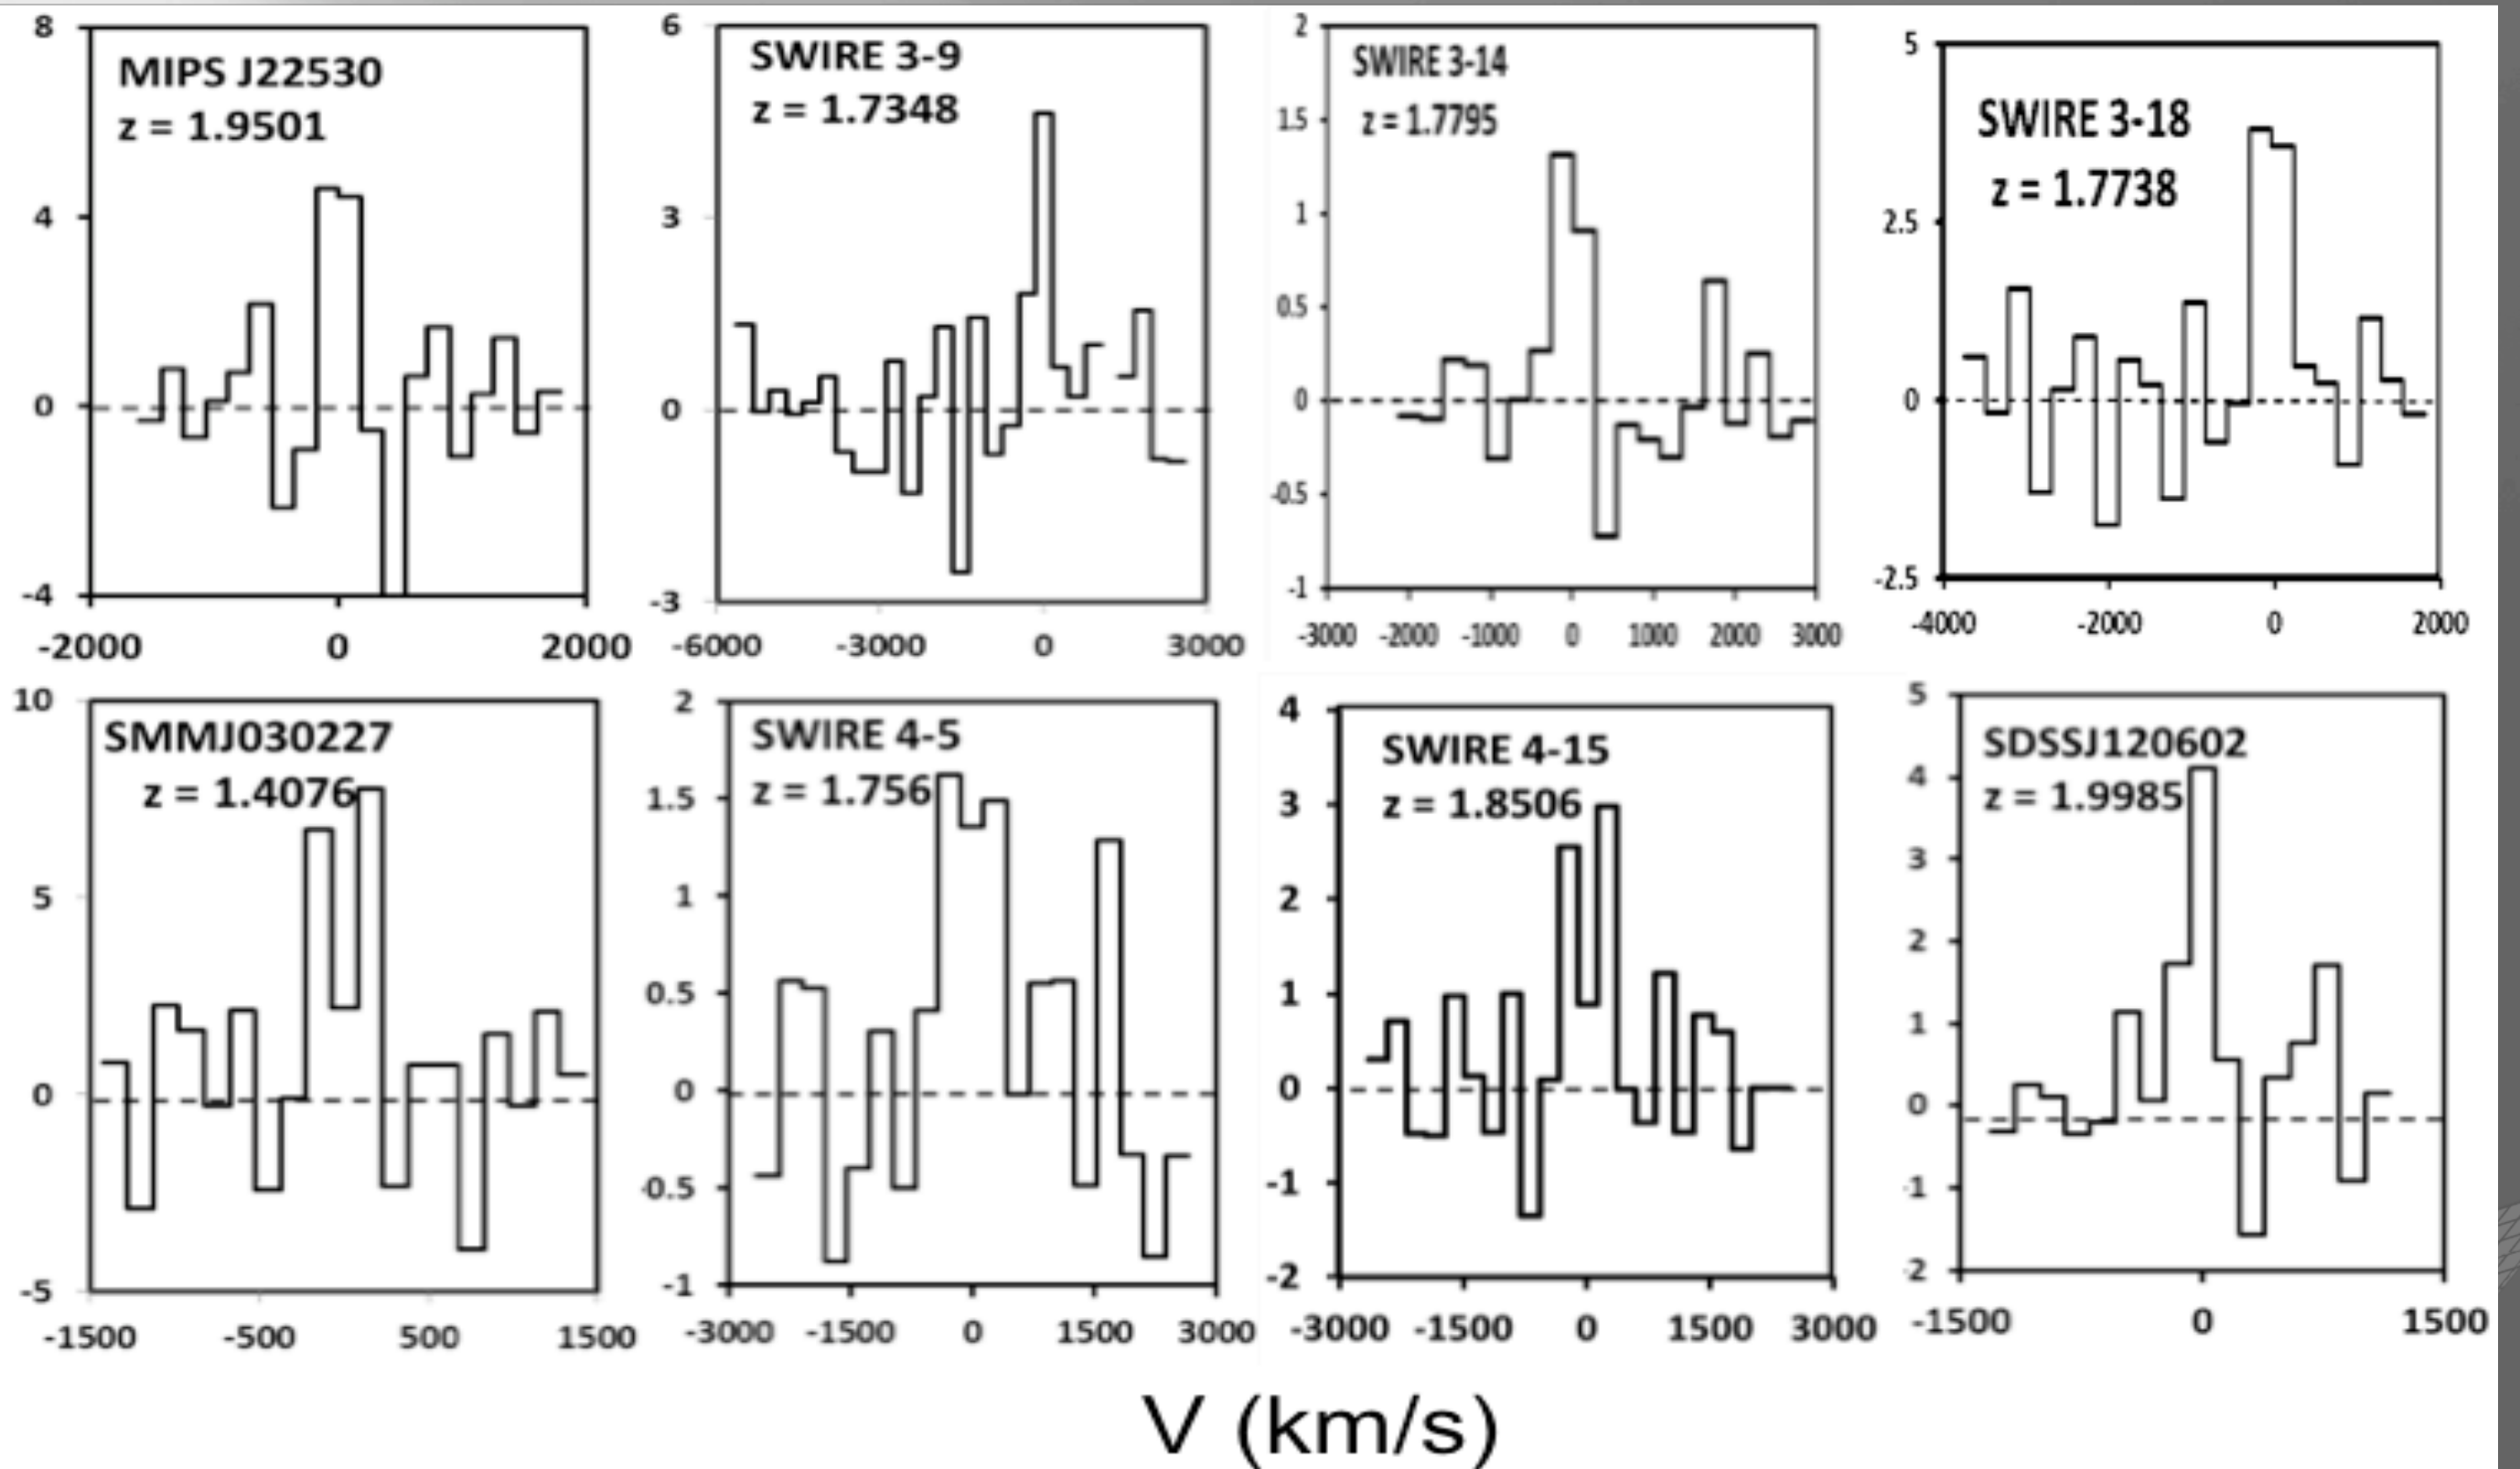 8
4
0
-4
-2000 0 2000
MIPS J22530
z = 1.9501
6
3
0
-3
-6000 -3000 0 3000
SWIRE 3-9
z = 1.7348
2
1.5
1
0.5
0
-0.5
-1
-3000 -2000 -1000 0 1000 2000 3000
SWIRE 3-14
z = 1.7795
5
2.5
0
-2.5
-4000 -2000 0 2000
SWIRE 3-18
z = 1.7738
10
5
0
-5
-1500 -500 500 1500
SMMJ030227
z = 1.4076
2
1.5
1
0.5
0
-0.5
-1
-3000 -1500 0 1500 3000
SWIRE 4-5
z = 1.756
4
3
2
1
0
-1
-2
-3000 -1500 0 1500 3000
SWIRE 4-15
z = 1.8506
5
4
3
2
1
0
-1
-2
-1500 0 1500
SDSSJ120602
z = 1.9985
V (km/s)